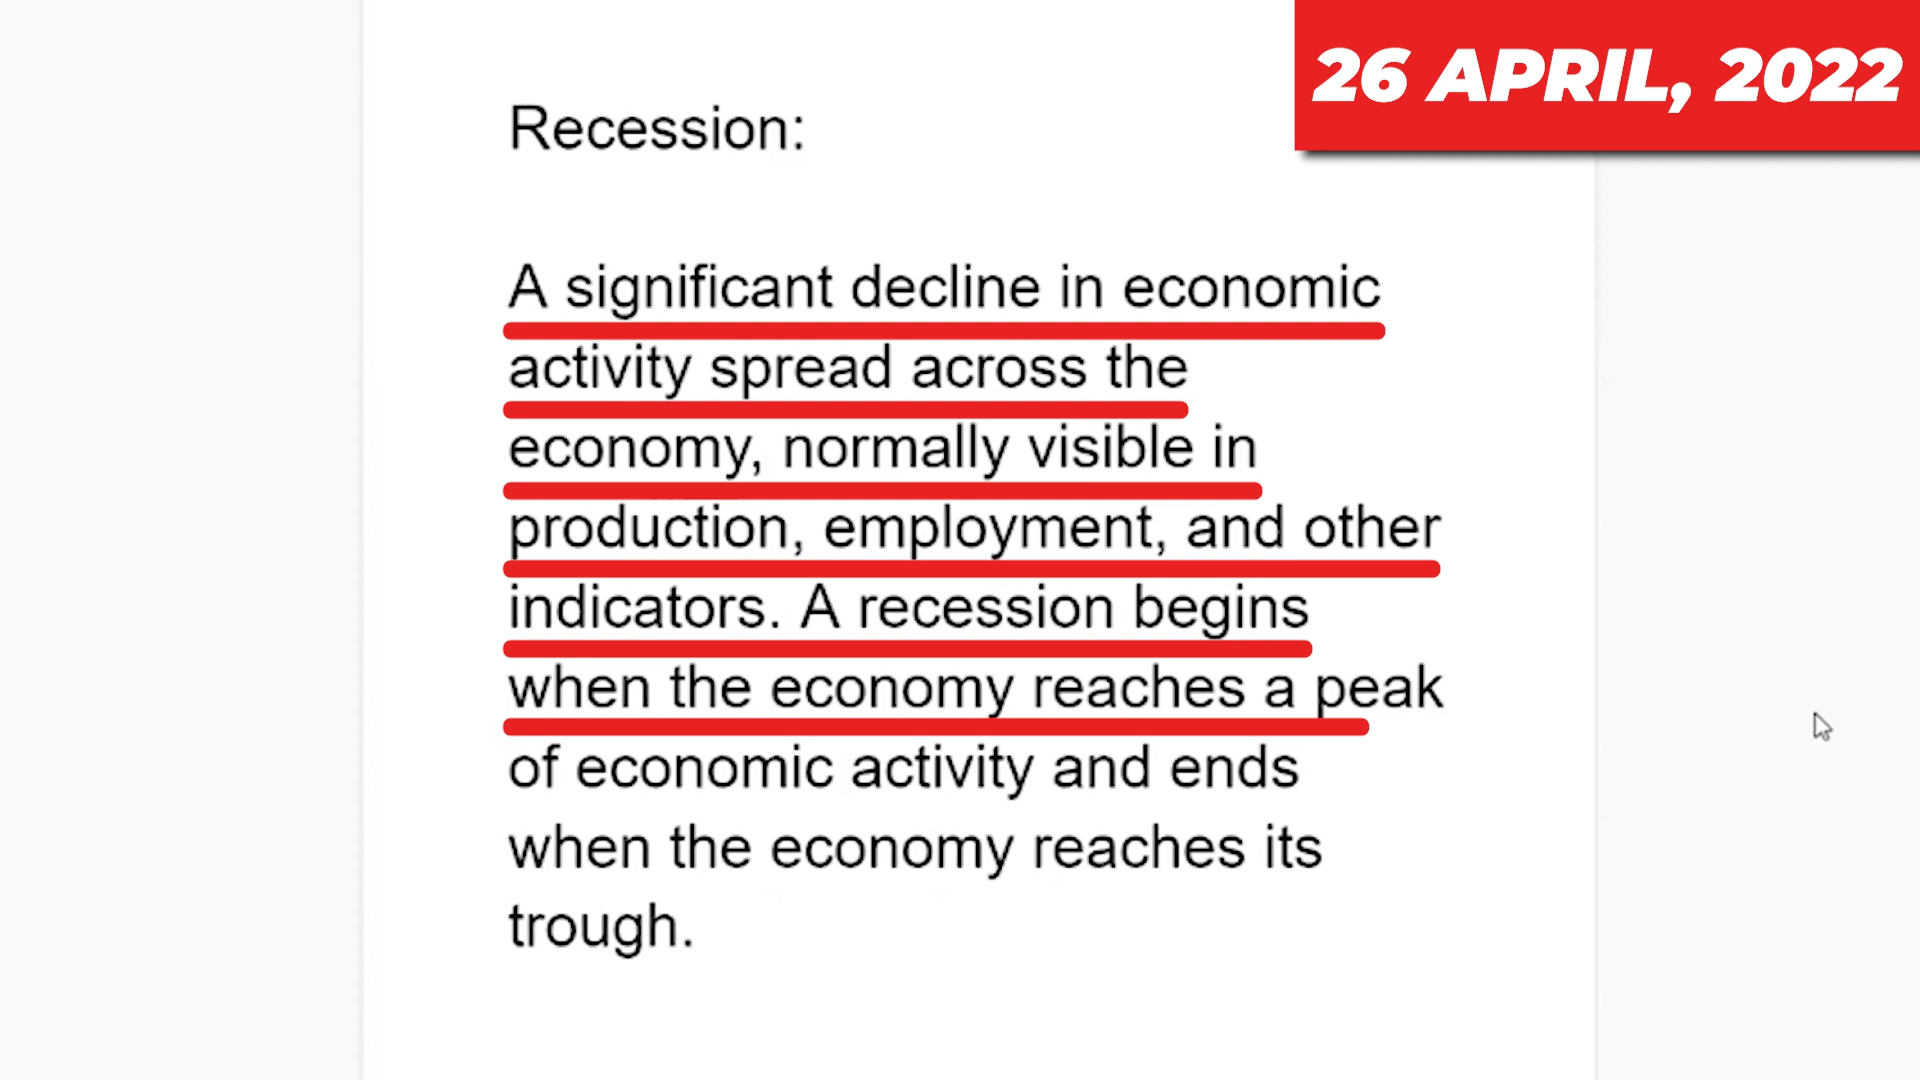 26 APRIL, 2022
Recession:
A significant decline in economic
activity spread across the
economy, normally visible in
production, employment, and other
indicators. A recession begins
when the economy reaches a peak
of economic activity and ends
when the economy reaches its
trough.